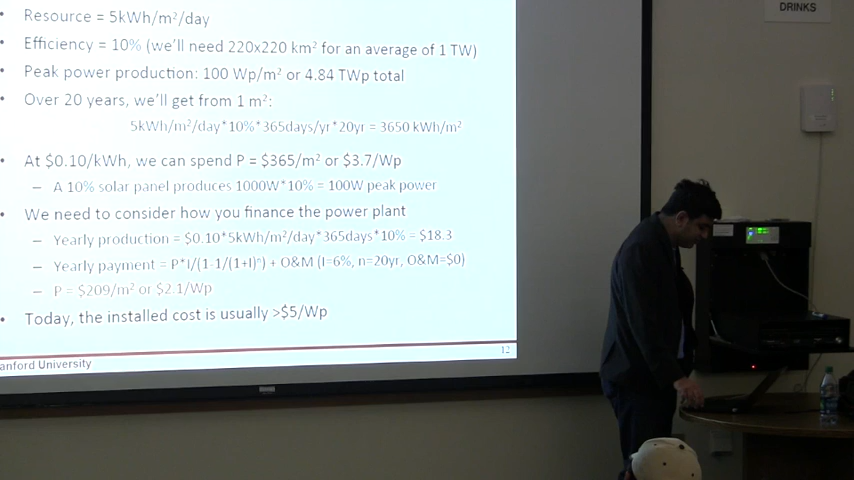 • Resource = 5kWh/m²/day
• Efficiency = 10% (we'll need 220x220 km² for an average of 1 TW)
• Peak power production: 100 Wp/m² or 4.84 TWp total
• Over 20 years, we'll get from 1 m²:
5kWh/m²/day*10%*365days/yr*20yr = 3650 kWh/m²
• At $0.10/kWh, we can spend P = $365/m² or $3.7/Wp
– A 10% solar panel produces 1000W*10% = 100W peak power
• We need to consider how you finance the power plant
– Yearly production = $0.10*5kWh/m²/day*365days*10% = $18.3
– Yearly payment = P*I/(1-1/(1+I)ⁿ) + O&M (I=6%, n=20yr, O&M=$0)
– P = $209/m² or $2.1/Wp
• Today, the installed cost is usually >$5/Wp
12
anford University
DRINKS